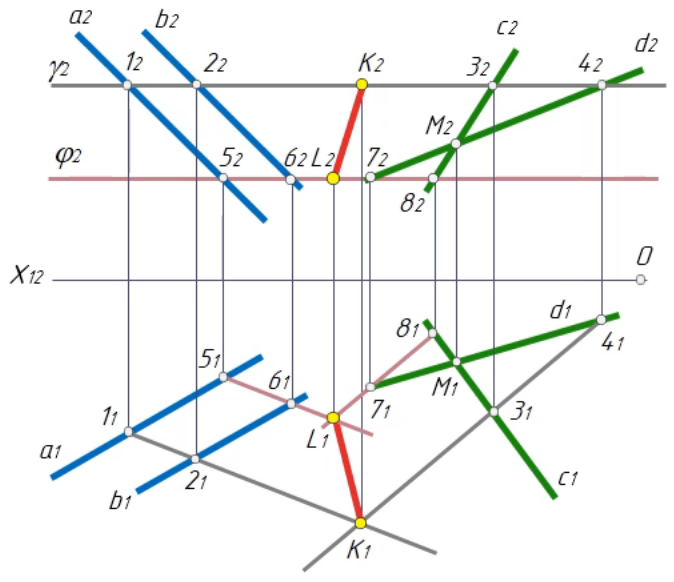 a₂ b₂ c₂
γ₂ 1₂ 2₂ K₂ 3₂ 4₂ d₂
M₂
φ₂ 5₂ 6₂ L₂ 7₂
8₂
X₁₂ O
d₁
8₁ 4₁
5₁ 6₁ 7₁ M₁
1₁ L₁ 3₁
a₁ 2₁ c₁
b₁
K₁